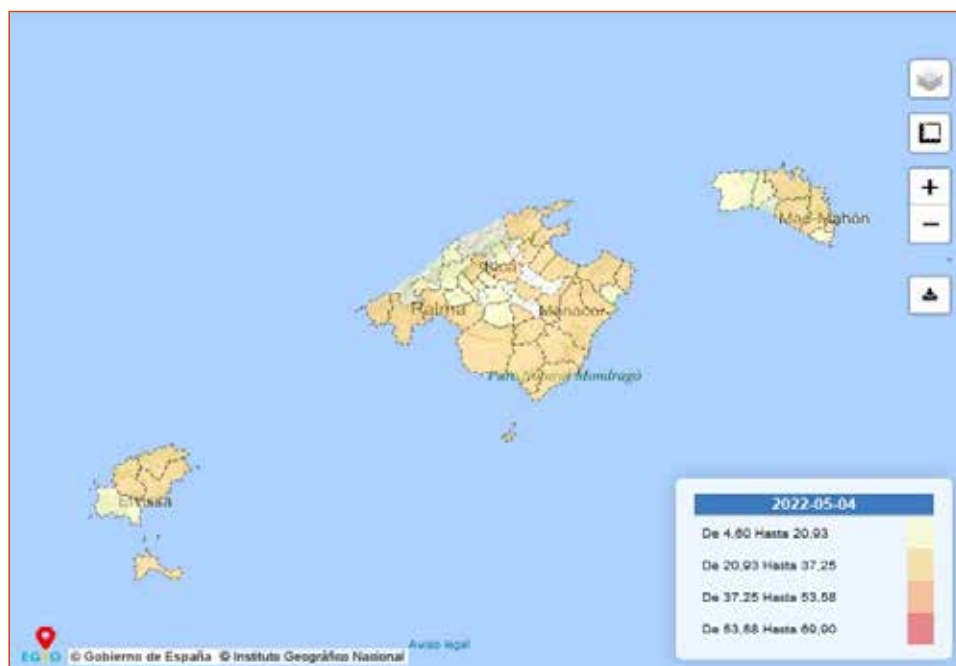 Maó-Mahón
Inca
Palma
Manacor
Parc Natural Mondragó
Eivissa
2022-05-04
De 4.60 Hasta 20.93
De 20.93 Hasta 37.25
De 37.25 Hasta 53.58
De 53.58 Hasta 69.90
Aviso legal
© Gobierno de España © Instituto Geográfico Nacional